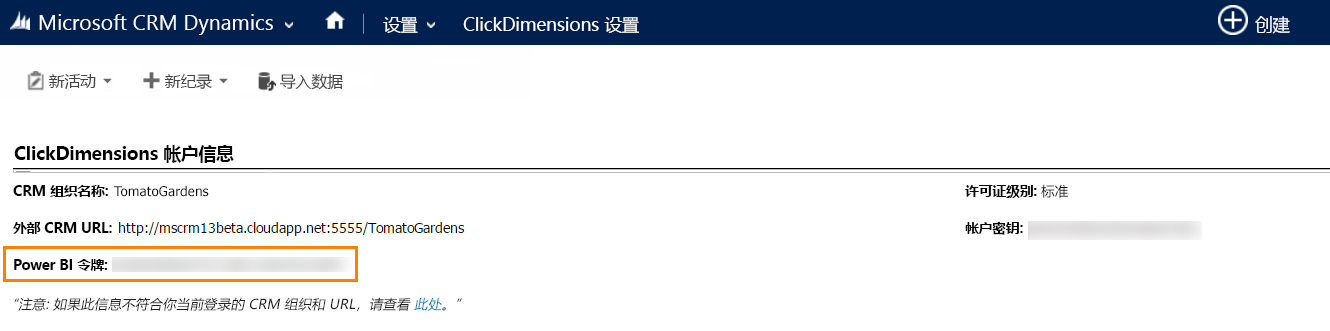 Microsoft CRM Dynamics 设置 ClickDimensions 设置 创建
新活动 新纪录 导入数据
ClickDimensions 帐户信息
CRM 组织名称: TomatoGardens 许可证级别: 标准
外部 CRM URL: http://mscrm13beta.cloudapp.net:5555/TomatoGardens 帐户密钥:
Power BI 令牌:
“注意: 如果此信息不符合你当前登录的 CRM 组织和 URL，请查看 此处。”